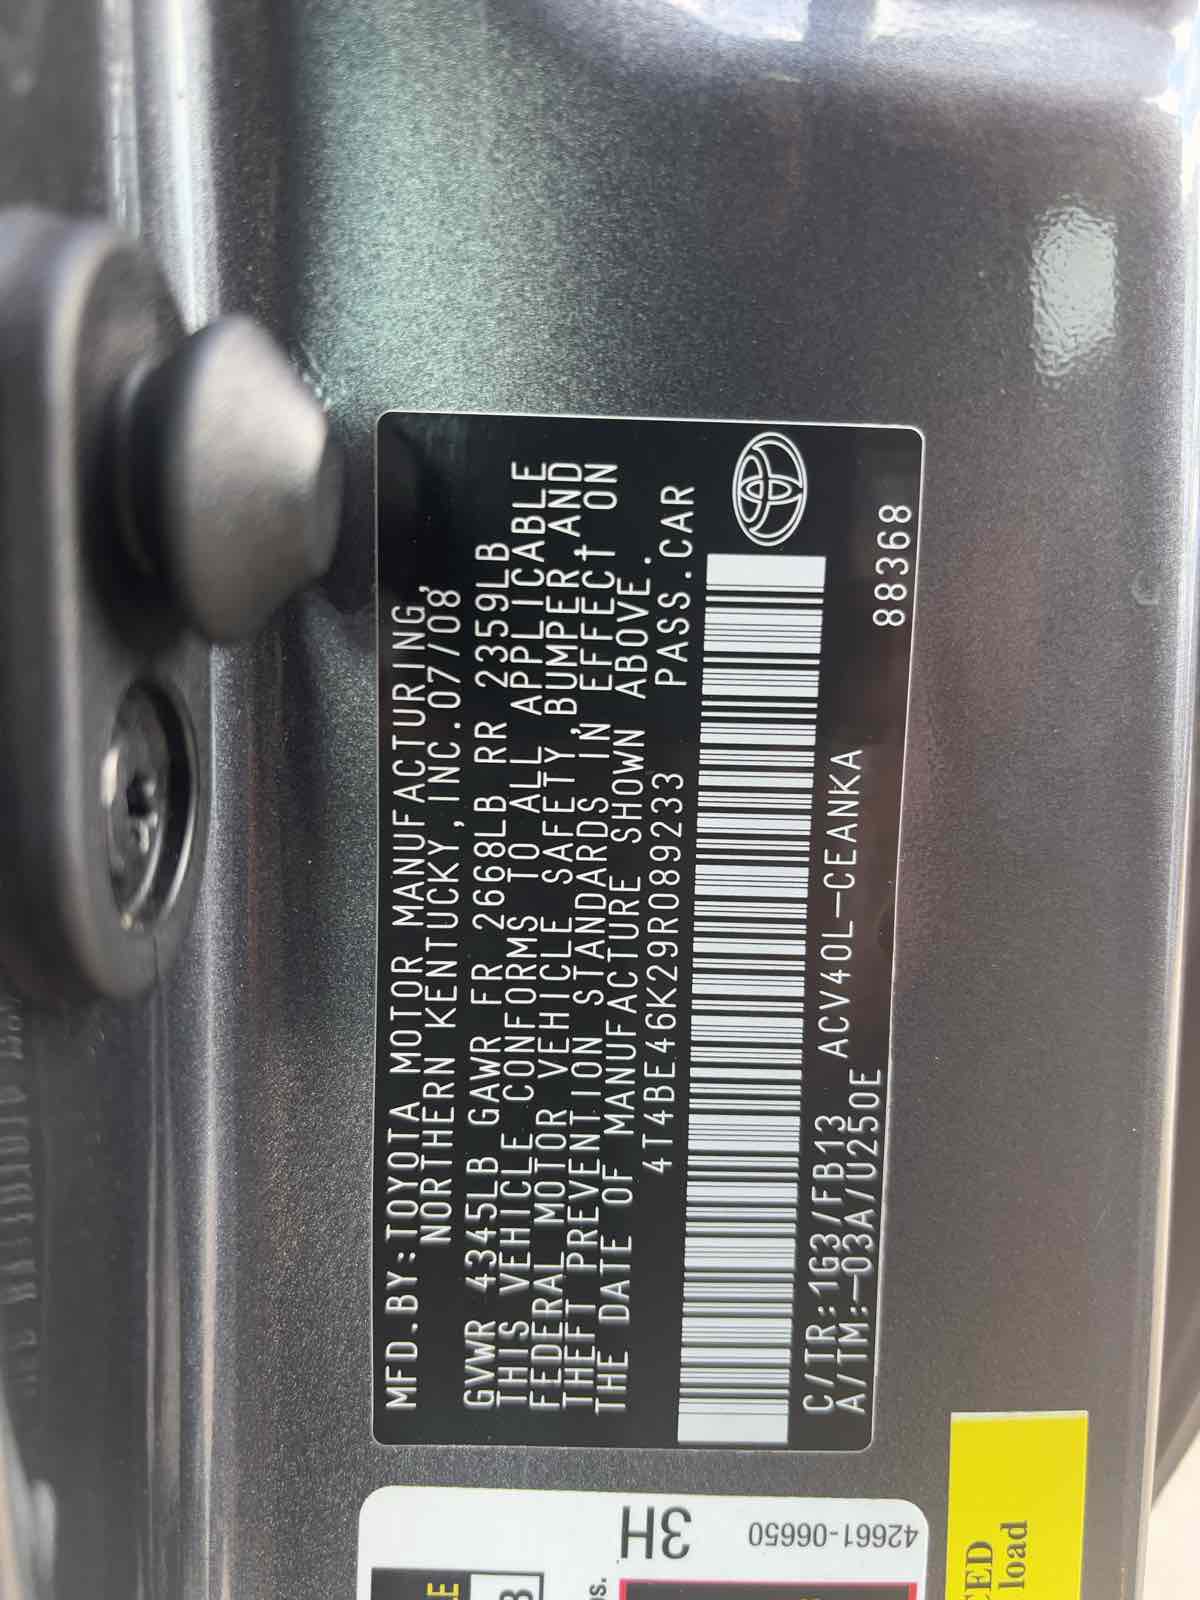 MFD.BY:TOYOTA MOTOR MANUFACTURING,
NORTHERN KENTUCKY,INC.07/08
GVWR 4345LB GAWR FR 2668LB RR 2359LB
THIS VEHICLE CONFORMS TO ALL APPLICABLE
FEDERAL MOTOR VEHICLE SAFETY,BUMPER,AND
THEFT PREVENTION STANDARDS IN EFFECT ON
THE DATE OF MANUFACTURE SHOWN ABOVE.
4T4BE46K29R089233 PASS.CAR
C/TR:1G3/FB13 ACV40L-CEANKA
A/TM:-03A/U250E 88368
3H
42661-06650
load